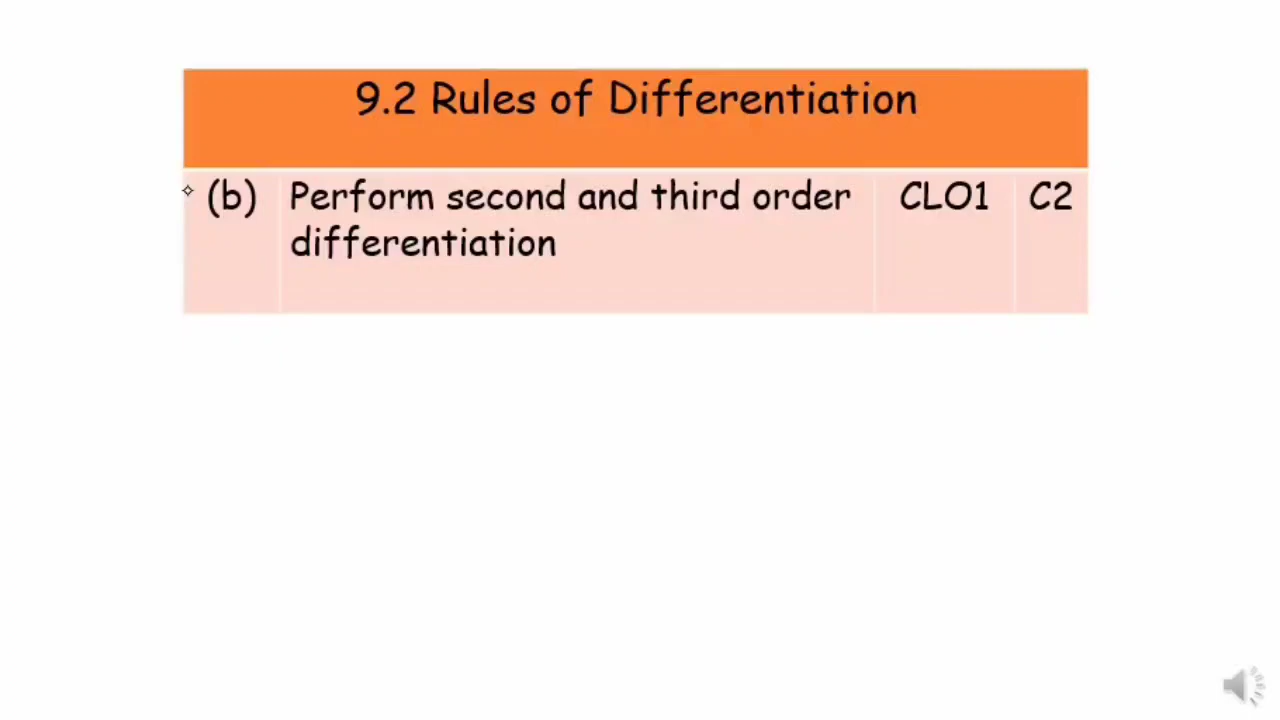 9.2 Rules of Differentiation
(b) Perform second and third order CLO1 C2
differentiation